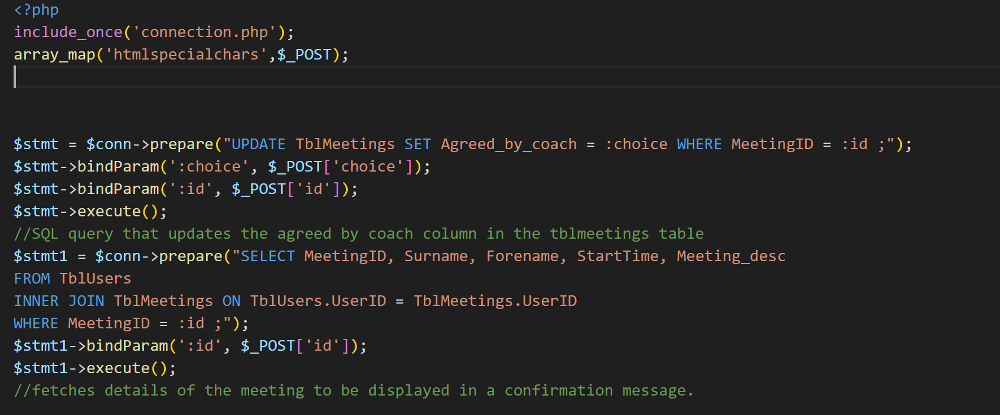 <?php
include_once('connection.php');
array_map('htmlspecialchars',$_POST);
$stmt = $conn->prepare("UPDATE TblMeetings SET Agreed_by_coach = :choice WHERE MeetingID = :id ;");
$stmt->bindParam(':choice', $_POST['choice']);
$stmt->bindParam(':id', $_POST['id']);
$stmt->execute();
//SQL query that updates the agreed by coach column in the tblmeetings table
$stmt1 = $conn->prepare("SELECT MeetingID, Surname, Forename, StartTime, Meeting_desc
FROM TblUsers
INNER JOIN TblMeetings ON TblUsers.UserID = TblMeetings.UserID
WHERE MeetingID = :id ;");
$stmt1->bindParam(':id', $_POST['id']);
$stmt1->execute();
//fetches details of the meeting to be displayed in a confirmation message.